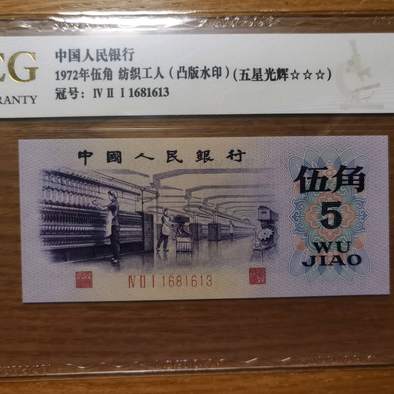 EG
RRANTY
中国人民银行
1972年伍角 纺织工人（凸版水印）（五星光辉☆☆☆）
冠号：Ⅳ Ⅱ Ⅰ 1681613
中國人民銀行
伍角
5
WU
JIAO
Ⅳ Ⅱ Ⅰ 1681613